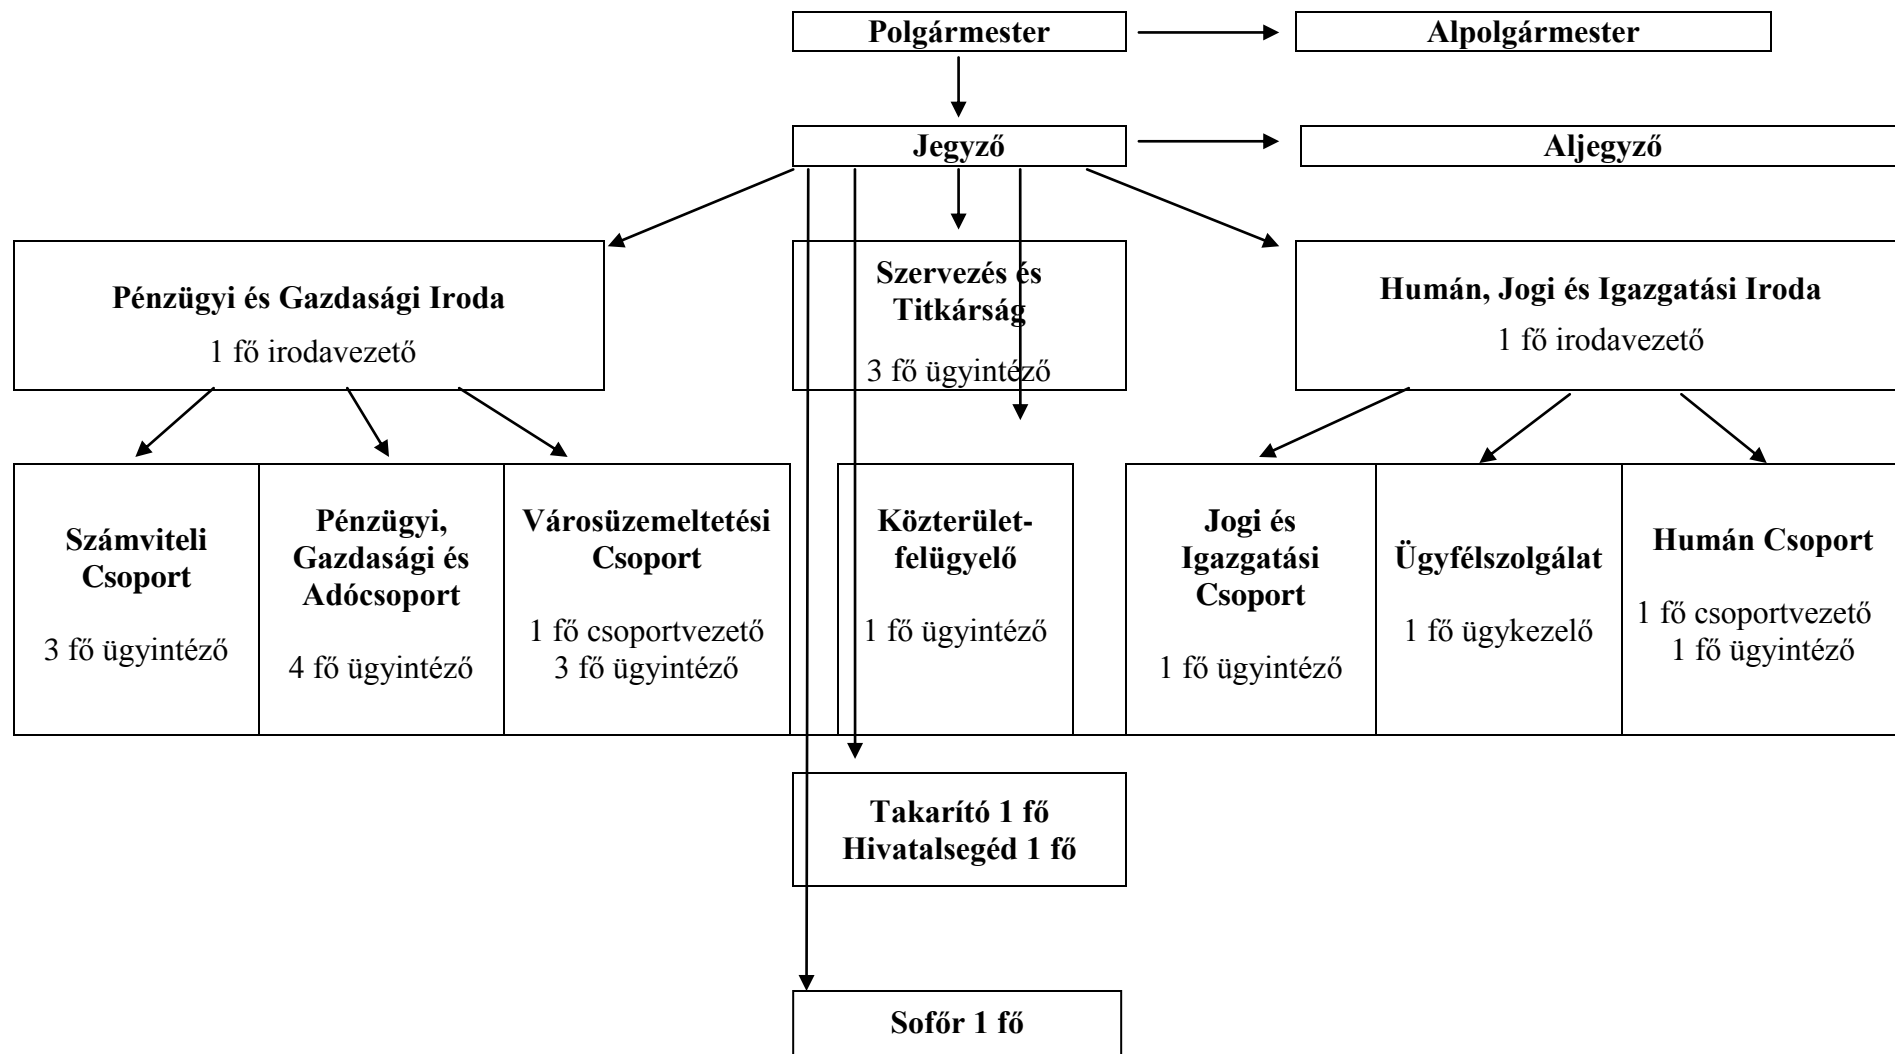 Polgármester
Alpolgármester
Jegyző
Aljegyző
Pénzügyi és Gazdasági Iroda
1 fő irodavezető
Szervezés és
Titkárság
3 fő ügyintéző
Humán, Jogi és Igazgatási Iroda
1 fő irodavezető
Számviteli
Csoport
3 fő ügyintéző
Pénzügyi,
Gazdasági és
Adócsoport
4 fő ügyintéző
Városüzemeltetési
Csoport
1 fő csoportvezető
3 fő ügyintéző
Közterület-
felügyelő
1 fő ügyintéző
Jogi és
Igazgatási
Csoport
1 fő ügyintéző
Ügyfélszolgálat
1 fő ügykezelő
Humán Csoport
1 fő csoportvezető
1 fő ügyintéző
Takarító 1 fő
Hivatalsegéd 1 fő
Sofőr 1 fő